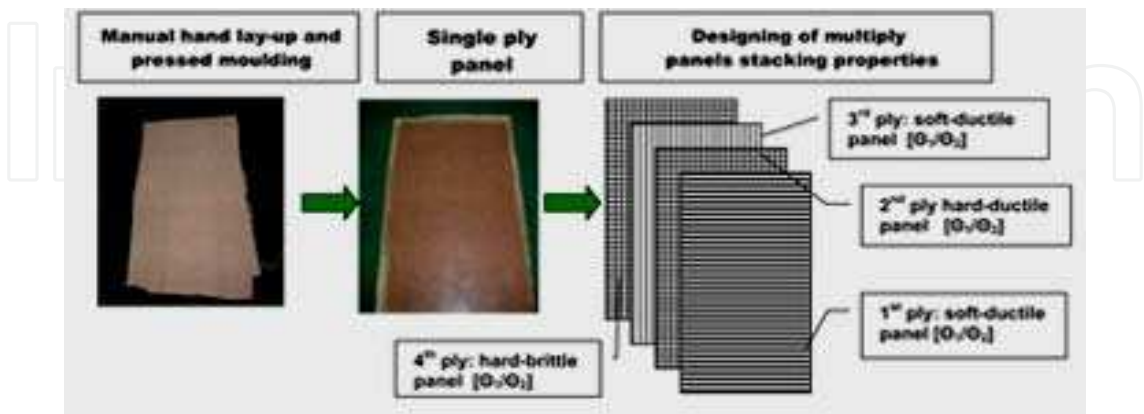 Manual hand lay-up and
pressed moulding
Single ply
panel
Designing of multiply
panels stacking properties
3rd ply: soft-ductile
panel
2nd ply hard-ductile
panel
1st ply: soft-ductile
panel
4th ply: hard-brittle
panel